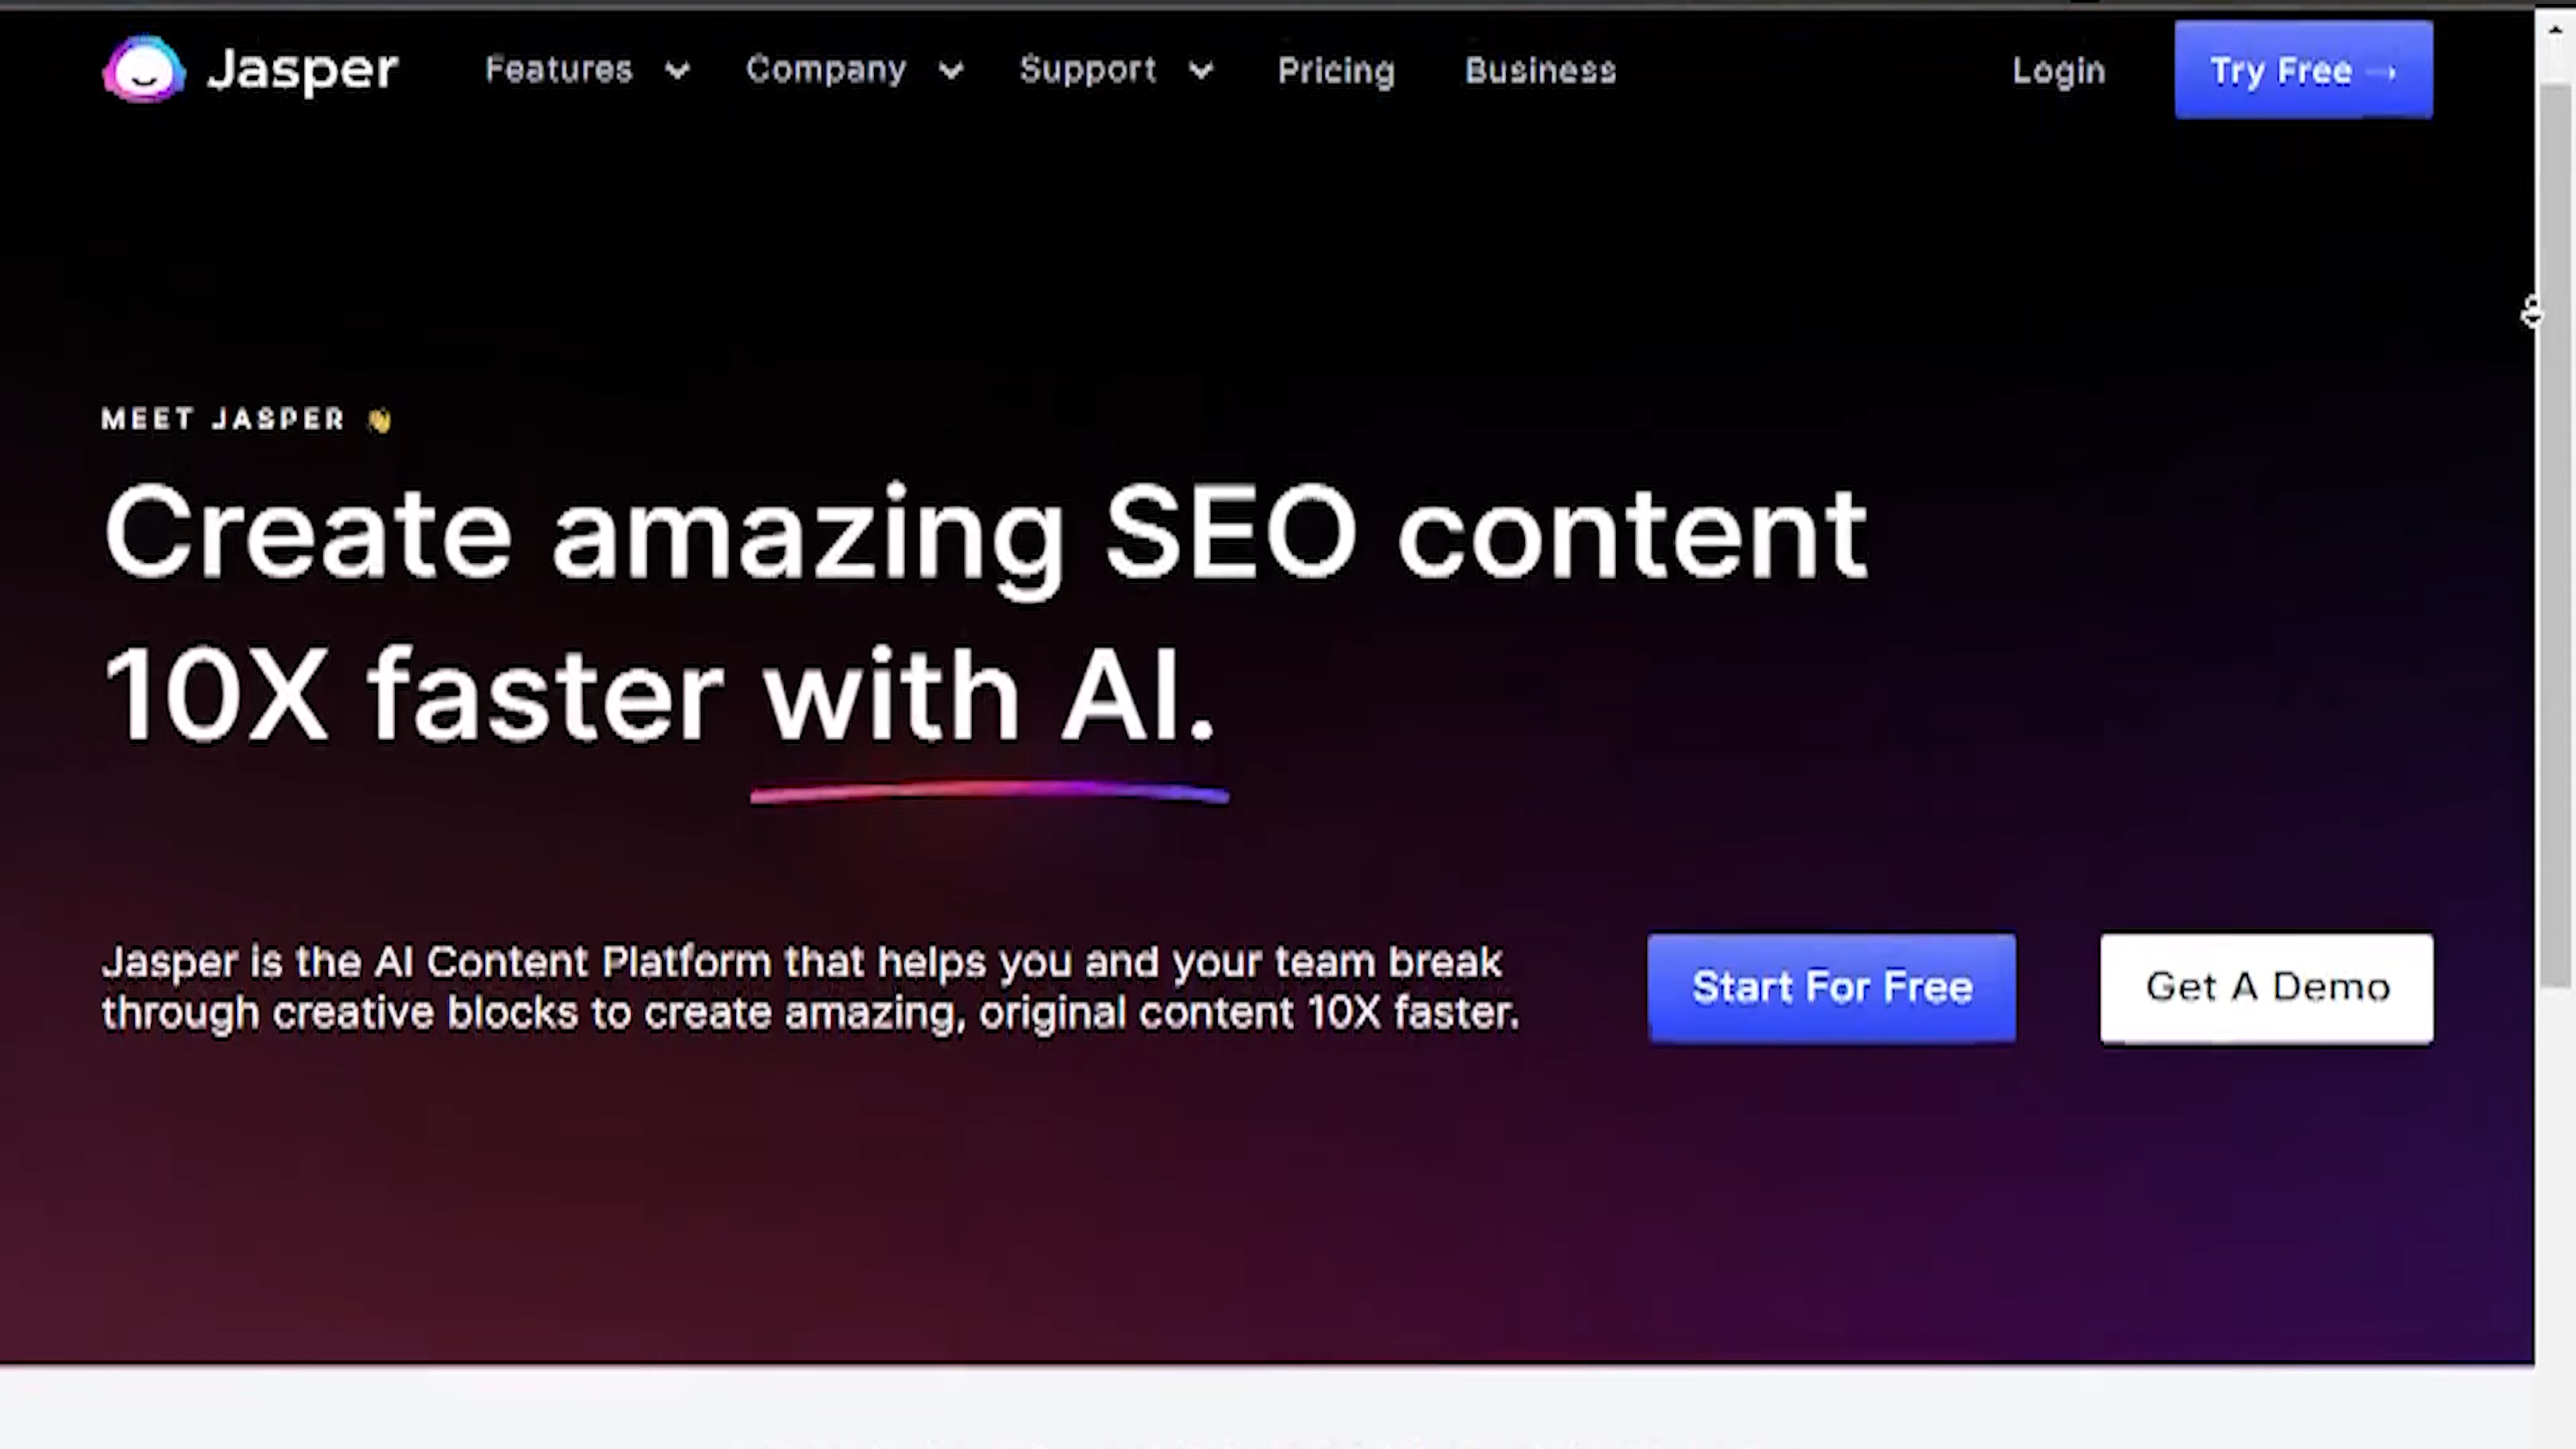 Jasper
Features
Company
Support
Pricing
Business
Login
Try Free →
MEET JASPER 👋
Create amazing SEO content
10X faster with AI.
Jasper is the AI Content Platform that helps you and your team break
through creative blocks to create amazing, original content 10X faster.
Start For Free
Get A Demo